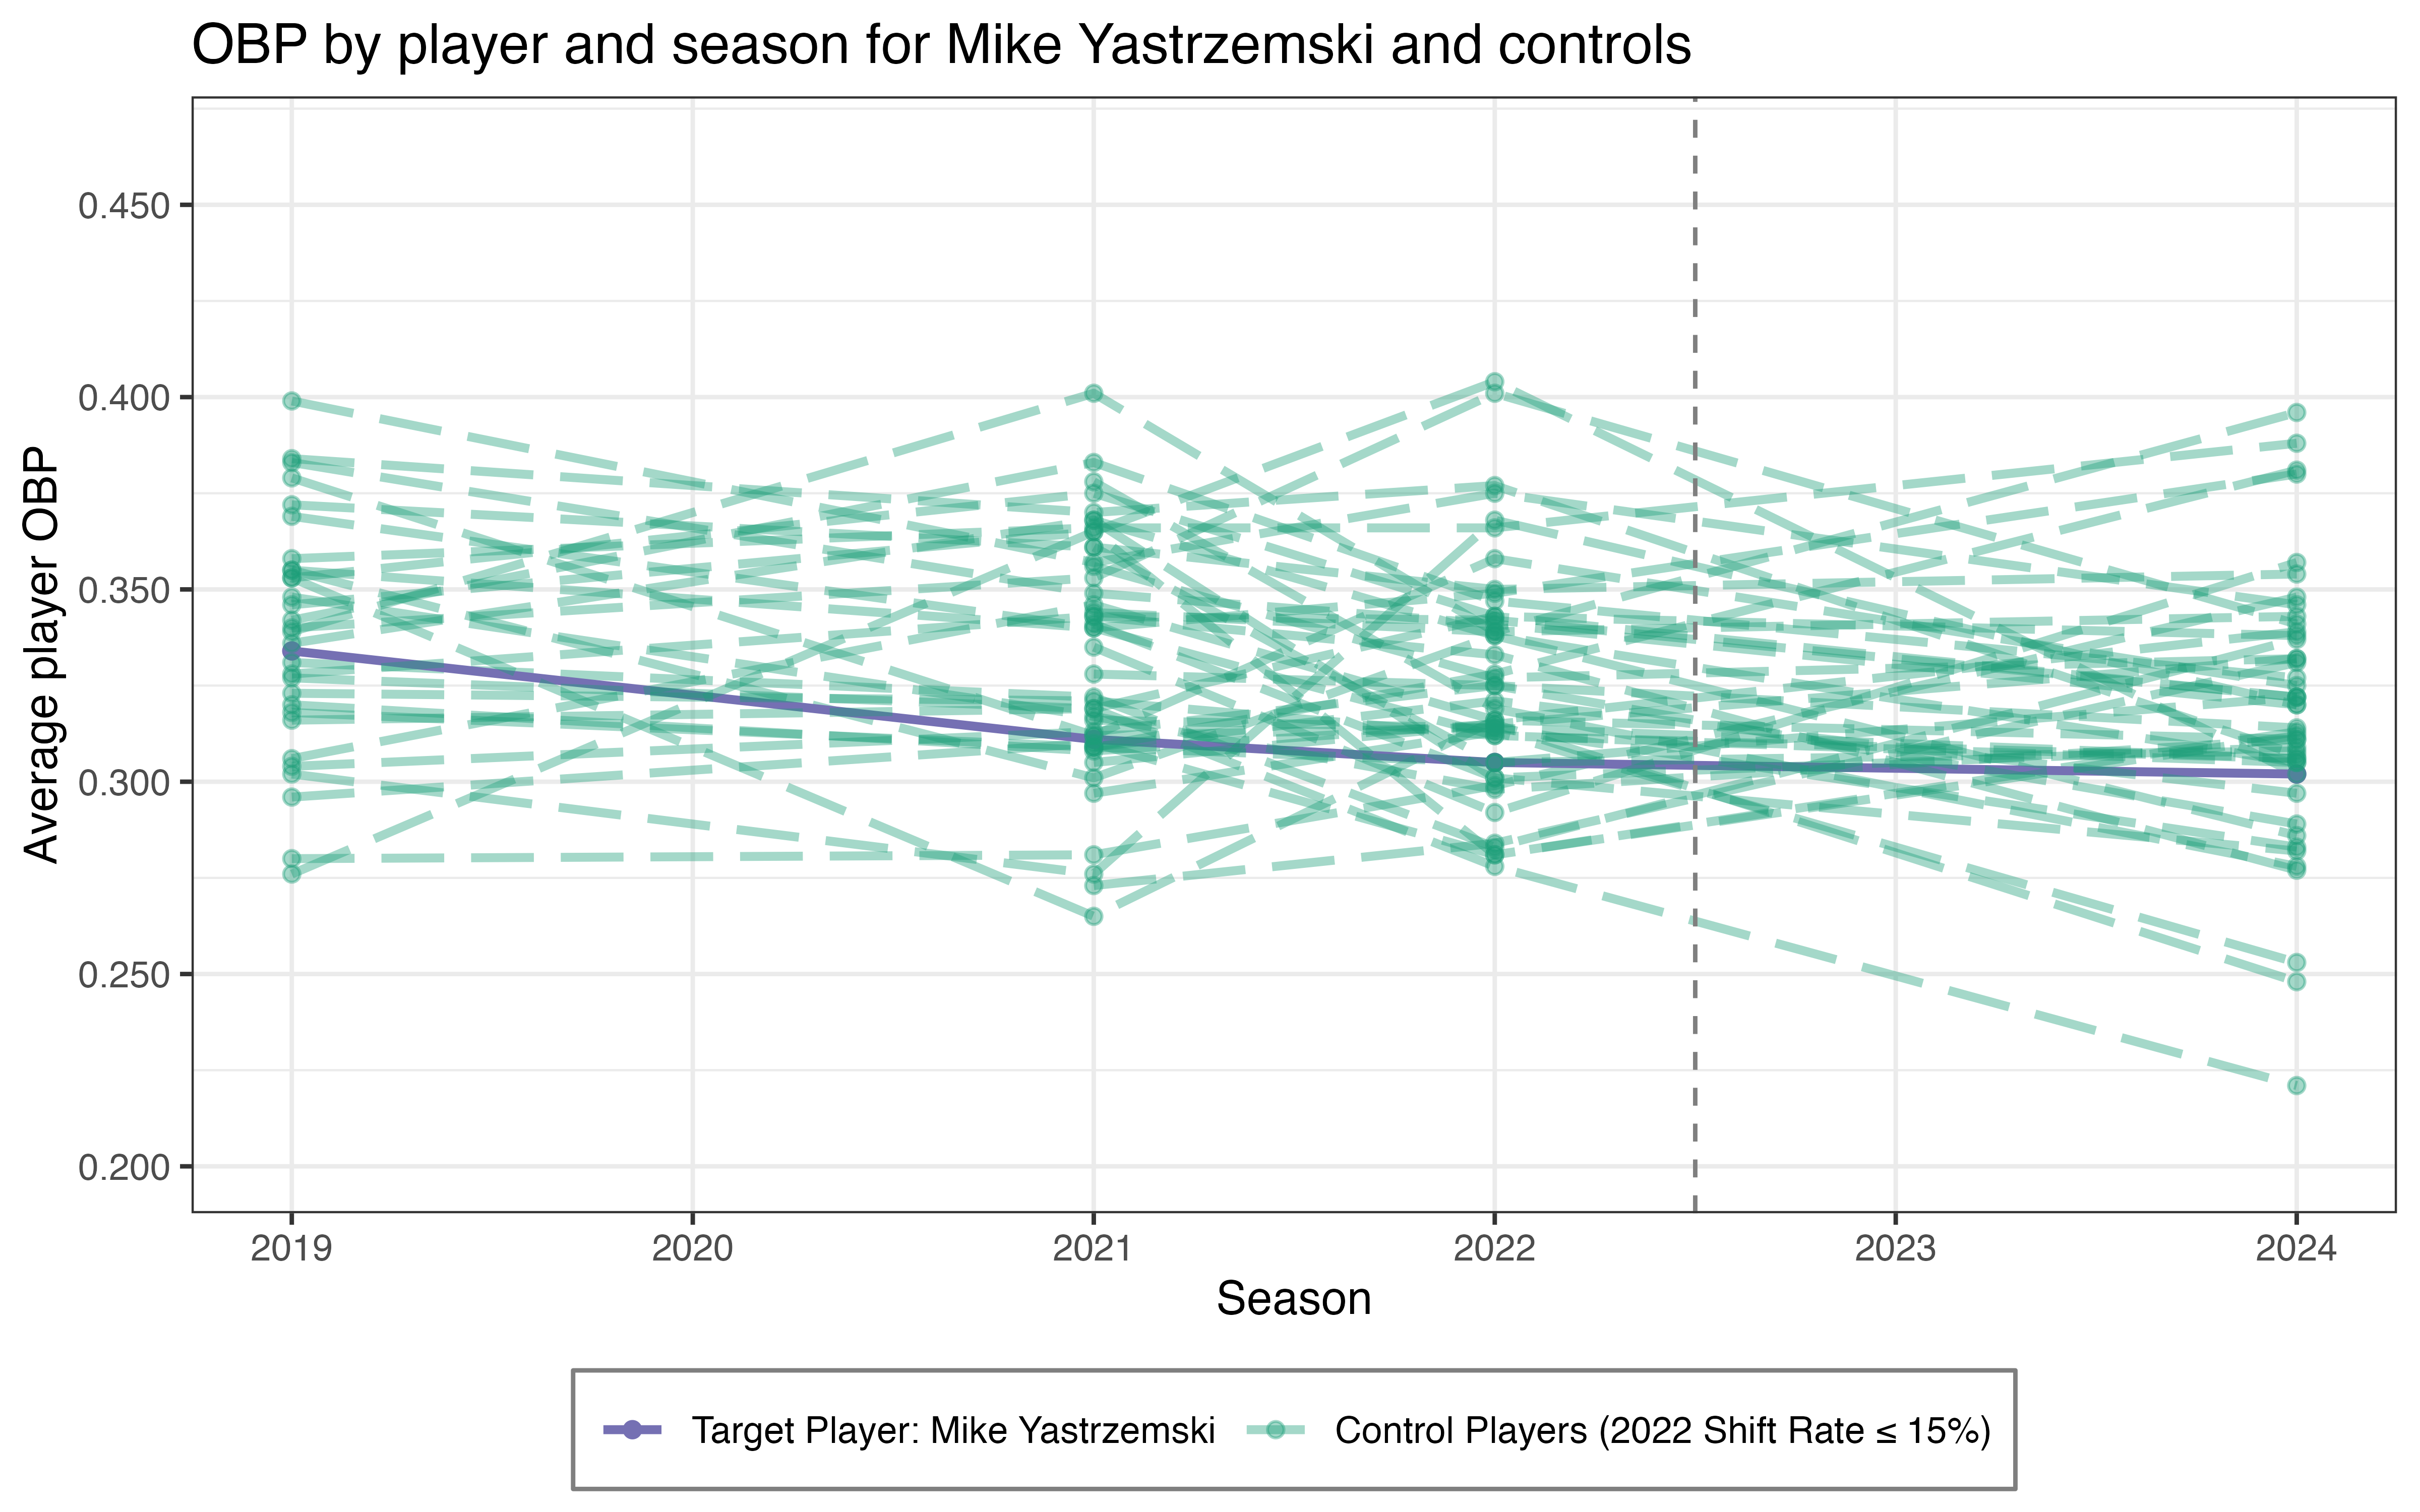 OBP by player and season for Mike Yastrzemski and controls
Average player OBP
0.450
0.400
0.350
0.300
0.250
0.200
2019 2020 2021 2022 2023 2024
Season
Target Player: Mike Yastrzemski Control Players (2022 Shift Rate ≤ 15%)